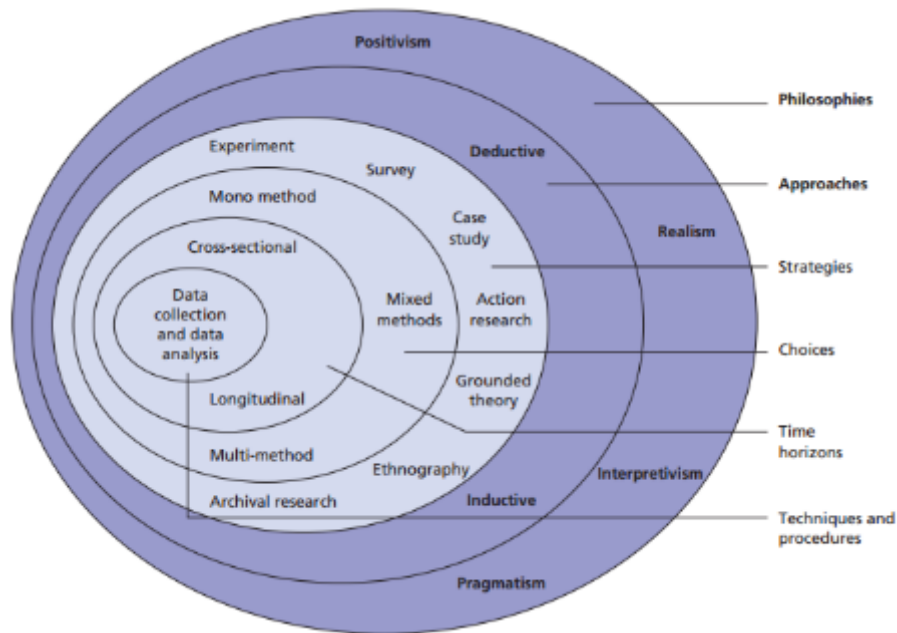 Positivism
Philosophies
Experiment
Deductive
Survey
Approaches
Mono method
Case
study
Realism
Cross-sectional
Strategies
Data
collection
and data
analysis
Mixed
methods
Action
research
Choices
Grounded
theory
Longitudinal
Time
horizons
Multi-method
Ethnography
Interpretivism
Archival research
Inductive
Techniques and
procedures
Pragmatism